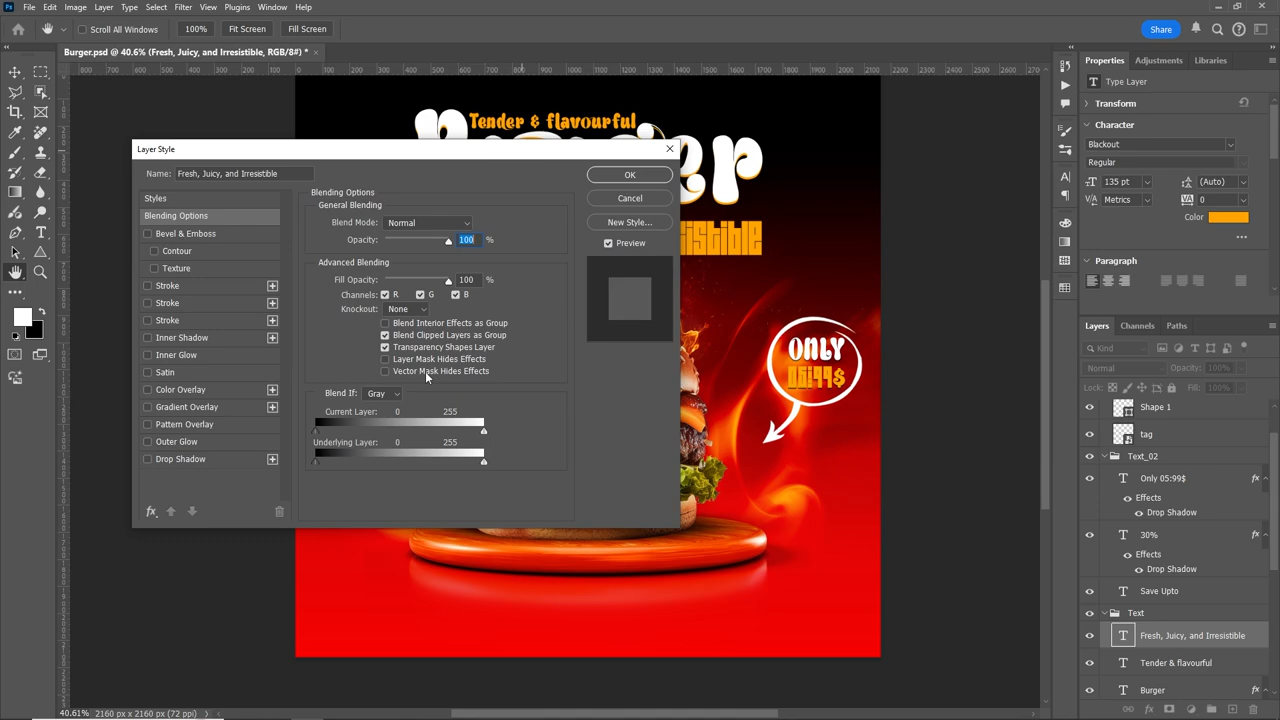 Ps File Edit Image Layer Type Select Filter View Plugins Window Help
Scroll All Windows 100% Fit Screen Fill Screen Share
Burger.psd @ 40.6% (Fresh, Juicy, and Irresistible, RGB/8#) * ×
Properties Adjustments Libraries
T Type Layer
Transform
Character
Blackout
Regular
135 pt (Auto)
Metrics 0
Color
Paragraph
Layer Style
Name: Fresh, Juicy, and Irresistible
Styles
Blending Options
Bevel & Emboss
Contour
Texture
Stroke
Stroke
Stroke
Inner Shadow
Inner Glow
Satin
Color Overlay
Gradient Overlay
Pattern Overlay
Outer Glow
Drop Shadow
fx
Blending Options
General Blending
Blend Mode: Normal
Opacity: 100 %
Advanced Blending
Fill Opacity: 100 %
Channels: R G B
Knockout: None
Blend Interior Effects as Group
Blend Clipped Layers as Group
Transparency Shapes Layer
Layer Mask Hides Effects
Vector Mask Hides Effects
Blend If: Gray
Current Layer: 0 255
Underlying Layer: 0 255
OK
Cancel
New Style...
Preview
Tender & flavourful
ONLY
05:99$
Layers Channels Paths
Kind
Normal Opacity: 100%
Lock: Fill: 100%
Shape 1
tag
Text_02
T Only 05:99$ fx
Effects
Drop Shadow
T 30% fx
Effects
Drop Shadow
T Save Upto
Text
T Fresh, Juicy, and Irresistible
T Tender & flavourful
T Burger fx
40.61% 2160 px x 2160 px (72 ppi)